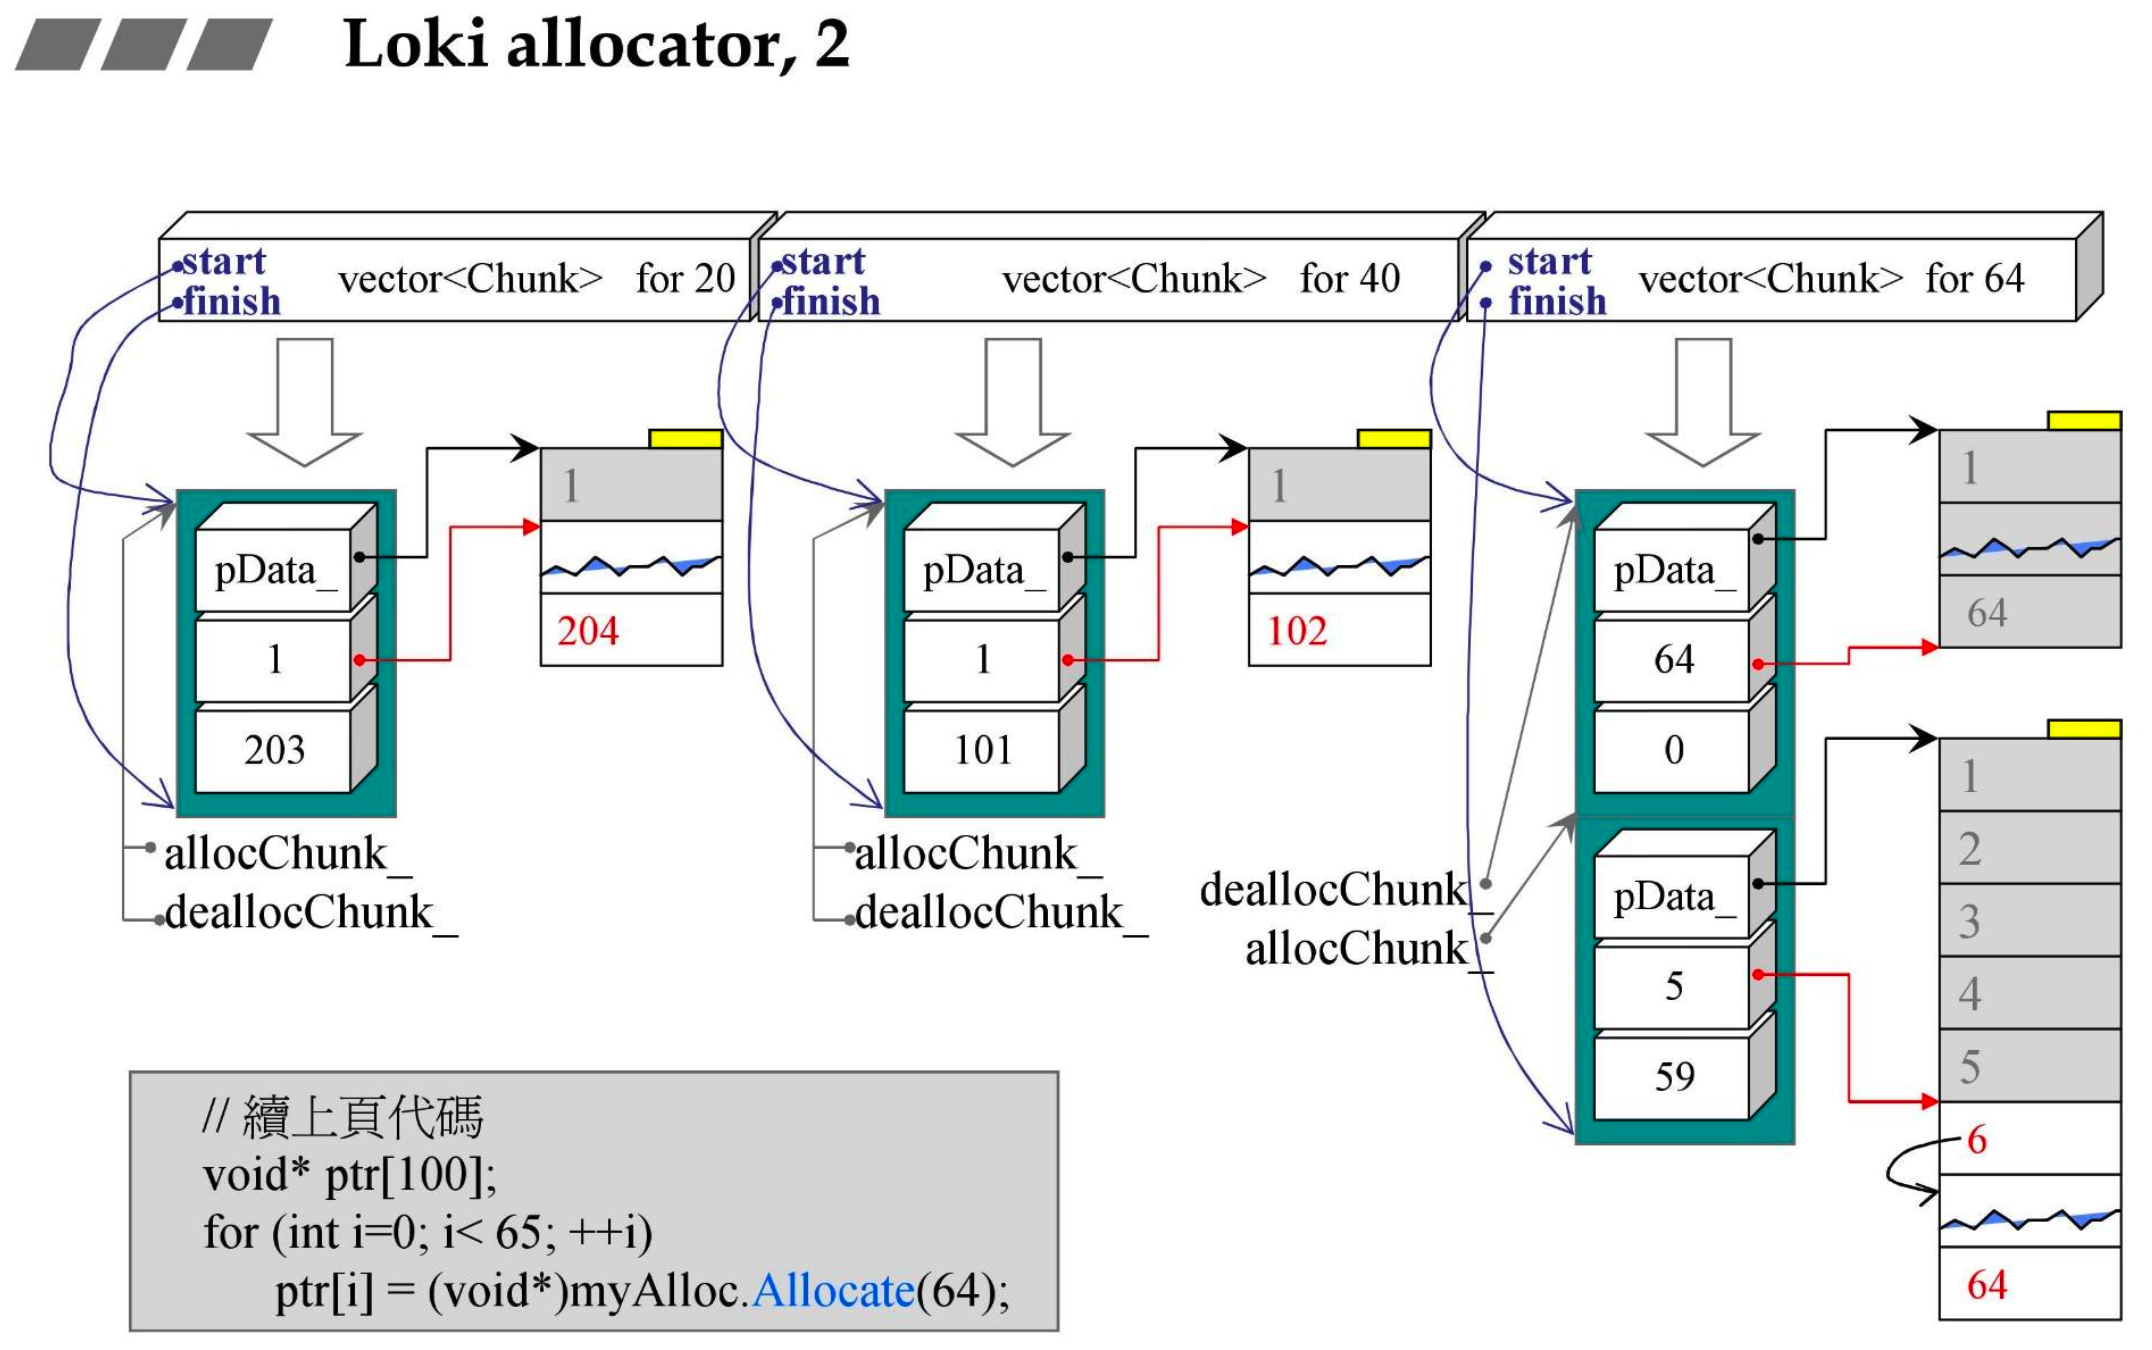 Loki allocator, 2
start
finish
vector<Chunk> for 20
start
finish
vector<Chunk> for 40
start
finish
vector<Chunk> for 64
pData_
1
203
1
204
allocChunk_
deallocChunk_
pData_
1
101
1
102
allocChunk_
deallocChunk_
pData_
64
0
1
64
deallocChunk_
allocChunk_
pData_
5
59
1
2
3
4
5
6
64
// 續上頁代碼
void* ptr[100];
for (int i=0; i< 65; ++i)
ptr[i] = (void*)myAlloc.Allocate(64);